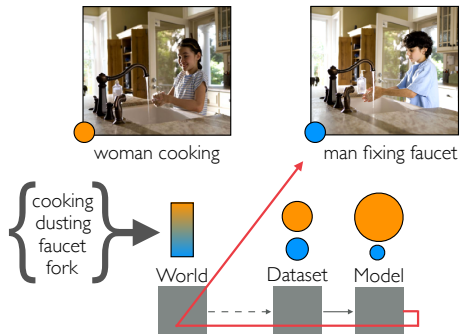 woman cooking
man fixing faucet
cooking
dusting
faucet
fork
World
Dataset
Model